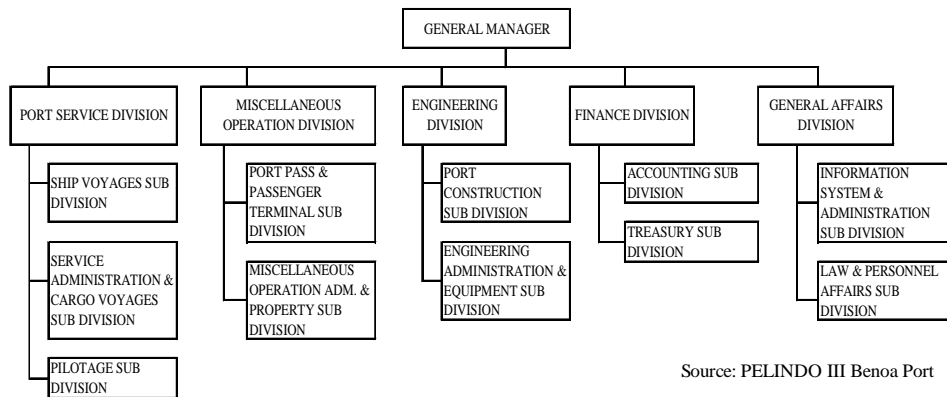 GENERAL MANAGER
PORT SERVICE DIVISION
MISCELLANEOUS
OPERATION DIVISION
ENGINEERING
DIVISION
FINANCE DIVISION
GENERAL AFFAIRS
DIVISION
SHIP VOYAGES SUB
DIVISION
SERVICE
ADMINISTRATION &
CARGO VOYAGES
SUB DIVISION
PILOTAGE SUB
DIVISION
PORT PASS &
PASSENGER
TERMINAL SUB
DIVISION
MISCELLANEOUS
OPERATION ADM. &
PROPERTY SUB
DIVISION
PORT
CONSTRUCTION
SUB DIVISION
ENGINEERING
ADMINISTRATION &
EQUIPMENT SUB
DIVISION
ACCOUNTING SUB
DIVISION
TREASURY SUB
DIVISION
INFORMATION
SYSTEM &
ADMINISTRATION
SUB DIVISION
LAW & PERSONNEL
AFFAIRS SUB
DIVISION
Source: PELINDO III Benoa Port